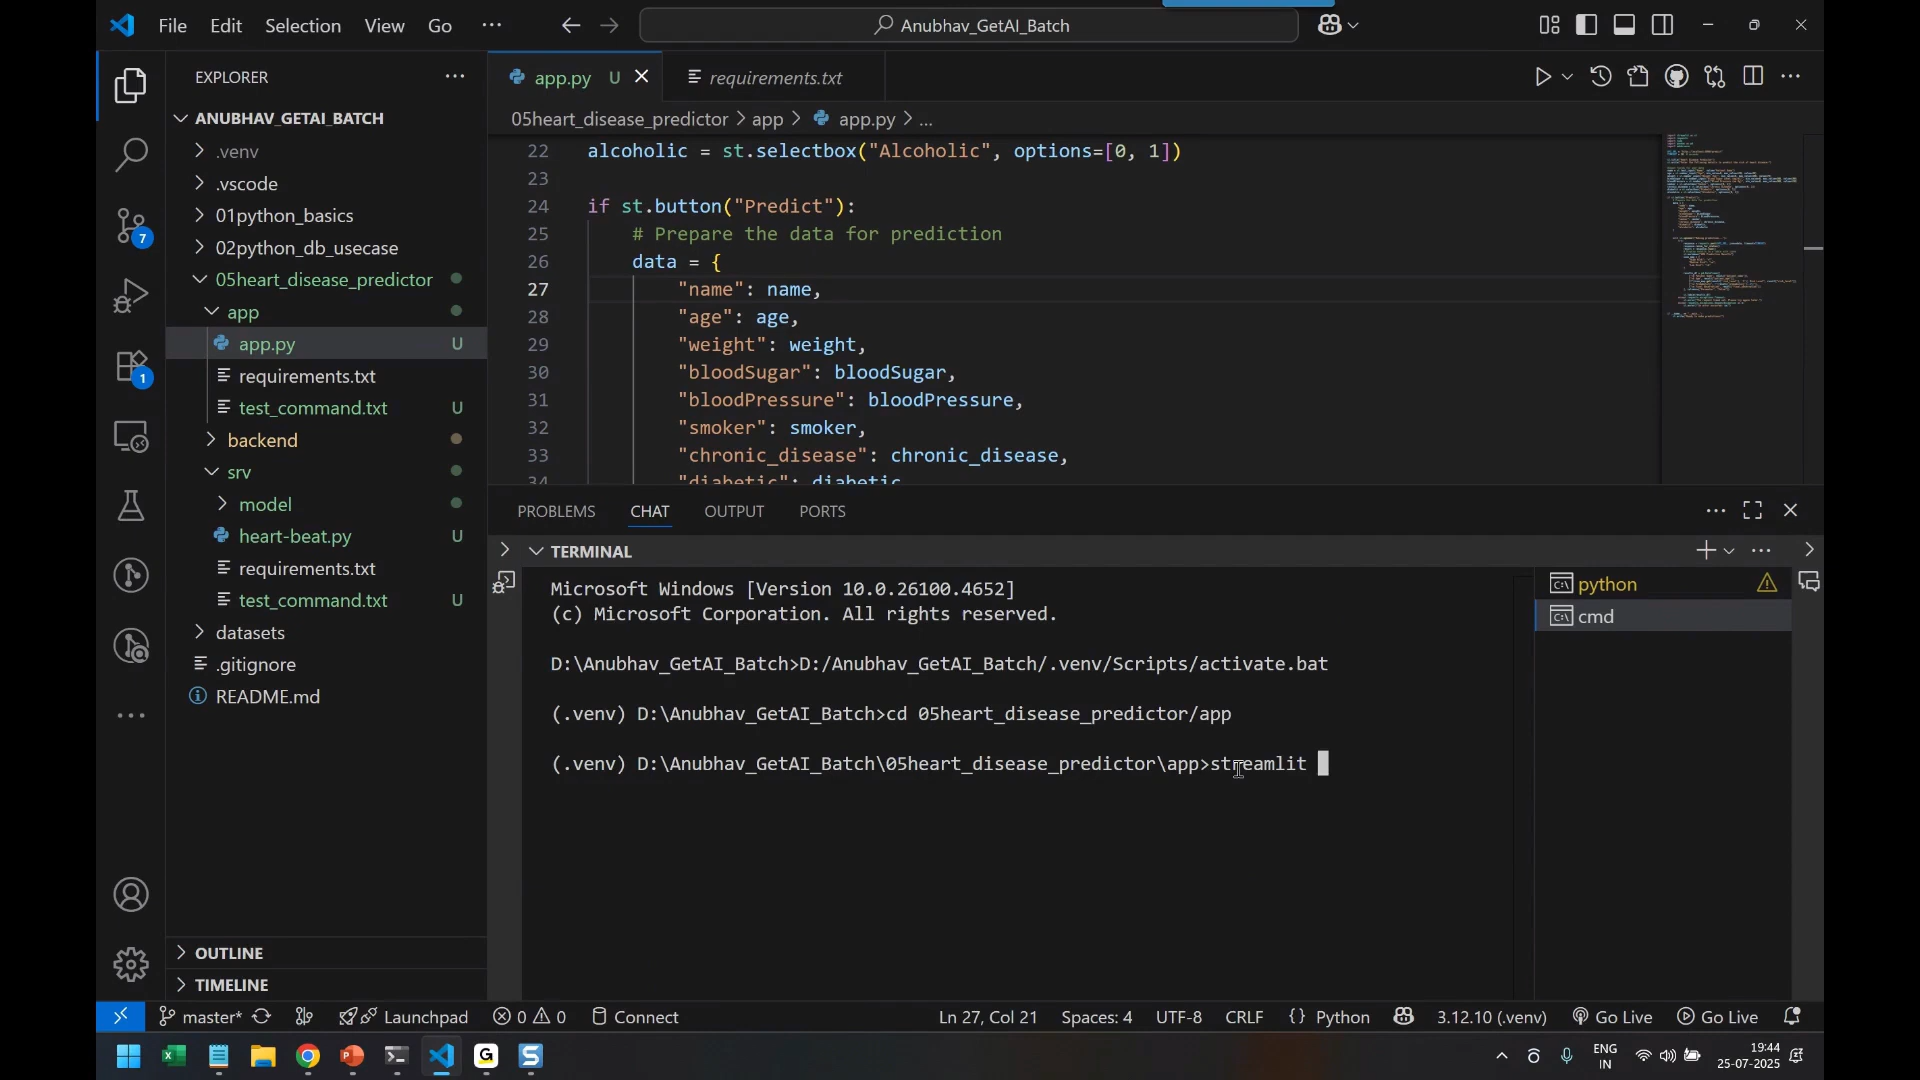 File Edit Selection View Go ···
Anubhav_GetAI_Batch
EXPLORER
ANUBHAV_GETAI_BATCH
.venv
.vscode
01python_basics
02python_db_usecase
05heart_disease_predictor
app
app.py U
requirements.txt
test_command.txt U
backend
srv
model
heart-beat.py U
requirements.txt
test_command.txt U
datasets
.gitignore
README.md
OUTLINE
TIMELINE
7
1
app.py U
requirements.txt
05heart_disease_predictor > app > app.py > ...
22 alcoholic = st.selectbox("Alcoholic", options=[0, 1])
23
24 if st.button("Predict"):
25 # Prepare the data for prediction
26 data = {
27 "name": name,
28 "age": age,
29 "weight": weight,
30 "bloodSugar": bloodSugar,
31 "bloodPressure": bloodPressure,
32 "smoker": smoker,
33 "chronic_disease": chronic_disease,
34 "diabetic": diabetic
PROBLEMS CHAT OUTPUT PORTS
TERMINAL
Microsoft Windows [Version 10.0.26100.4652]
(c) Microsoft Corporation. All rights reserved.
D:\Anubhav_GetAI_Batch>D:/Anubhav_GetAI_Batch/.venv/Scripts/activate.bat
(.venv) D:\Anubhav_GetAI_Batch>cd 05heart_disease_predictor/app
(.venv) D:\Anubhav_GetAI_Batch\05heart_disease_predictor\app>streamlit
python
cmd
master* Launchpad 0 0 Connect
Ln 27, Col 21 Spaces: 4 UTF-8 CRLF {} Python 3.12.10 (.venv) Go Live Go Live
ENG
IN
19:44
25-07-2025